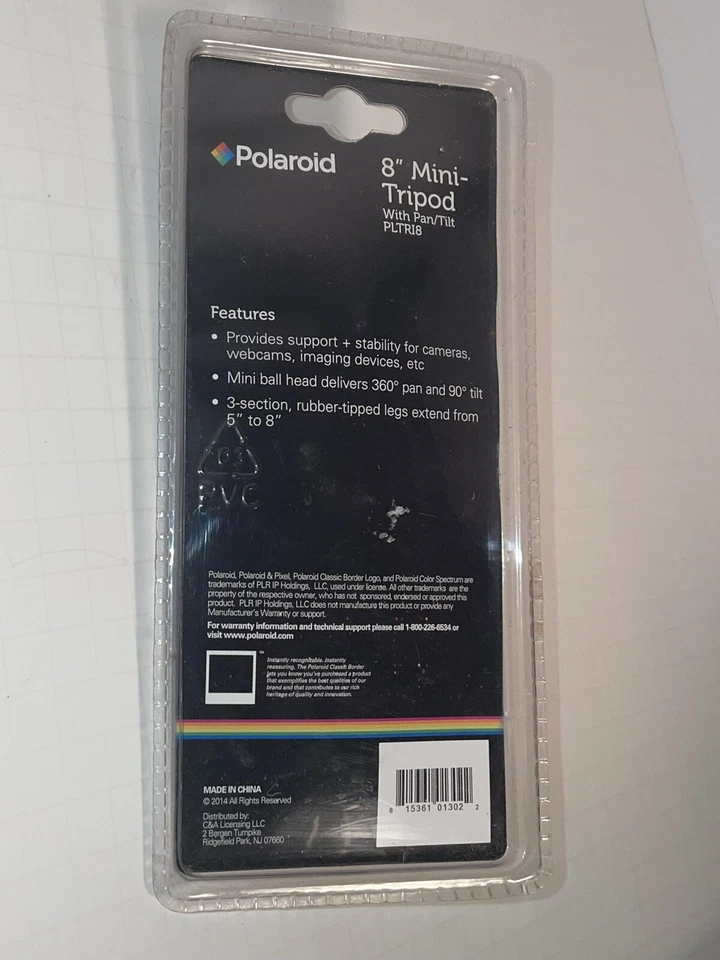 Polaroid
8" Mini-
Tripod
With Pan/Tilt
PLTRI8
Features
• Provides support + stability for cameras,
webcams, imaging devices, etc
• Mini ball head delivers 360° pan and 90° tilt
• 3-section, rubber-tipped legs extend from
5" to 8"
03
PVC
Polaroid, Polaroid & Pixel, Polaroid Classic Border Logo, and Polaroid Color Spectrum are
trademarks of PLR IP Holdings, LLC, used under license. All other trademarks are the
property of the respective owner, who has not sponsored, endorsed or approved this
product. PLR IP Holdings, LLC does not manufacture this product or provide any
Manufacturer's Warranty or support.
For warranty information and technical support please call 1-800-226-6534 or
visit www.polaroid.com
™
Instantly recognizable. Instantly
reassuring. The Polaroid Classic Border
lets you know you've purchased a product
that exemplifies the best qualities of our
brand and that contributes to our rich
heritage of quality and innovation.
MADE IN CHINA
© 2014 All Rights Reserved
Distributed by:
C&A Licensing LLC
2 Bergen Turnpike
Ridgefield Park, NJ 07660
8 15361 01302 2